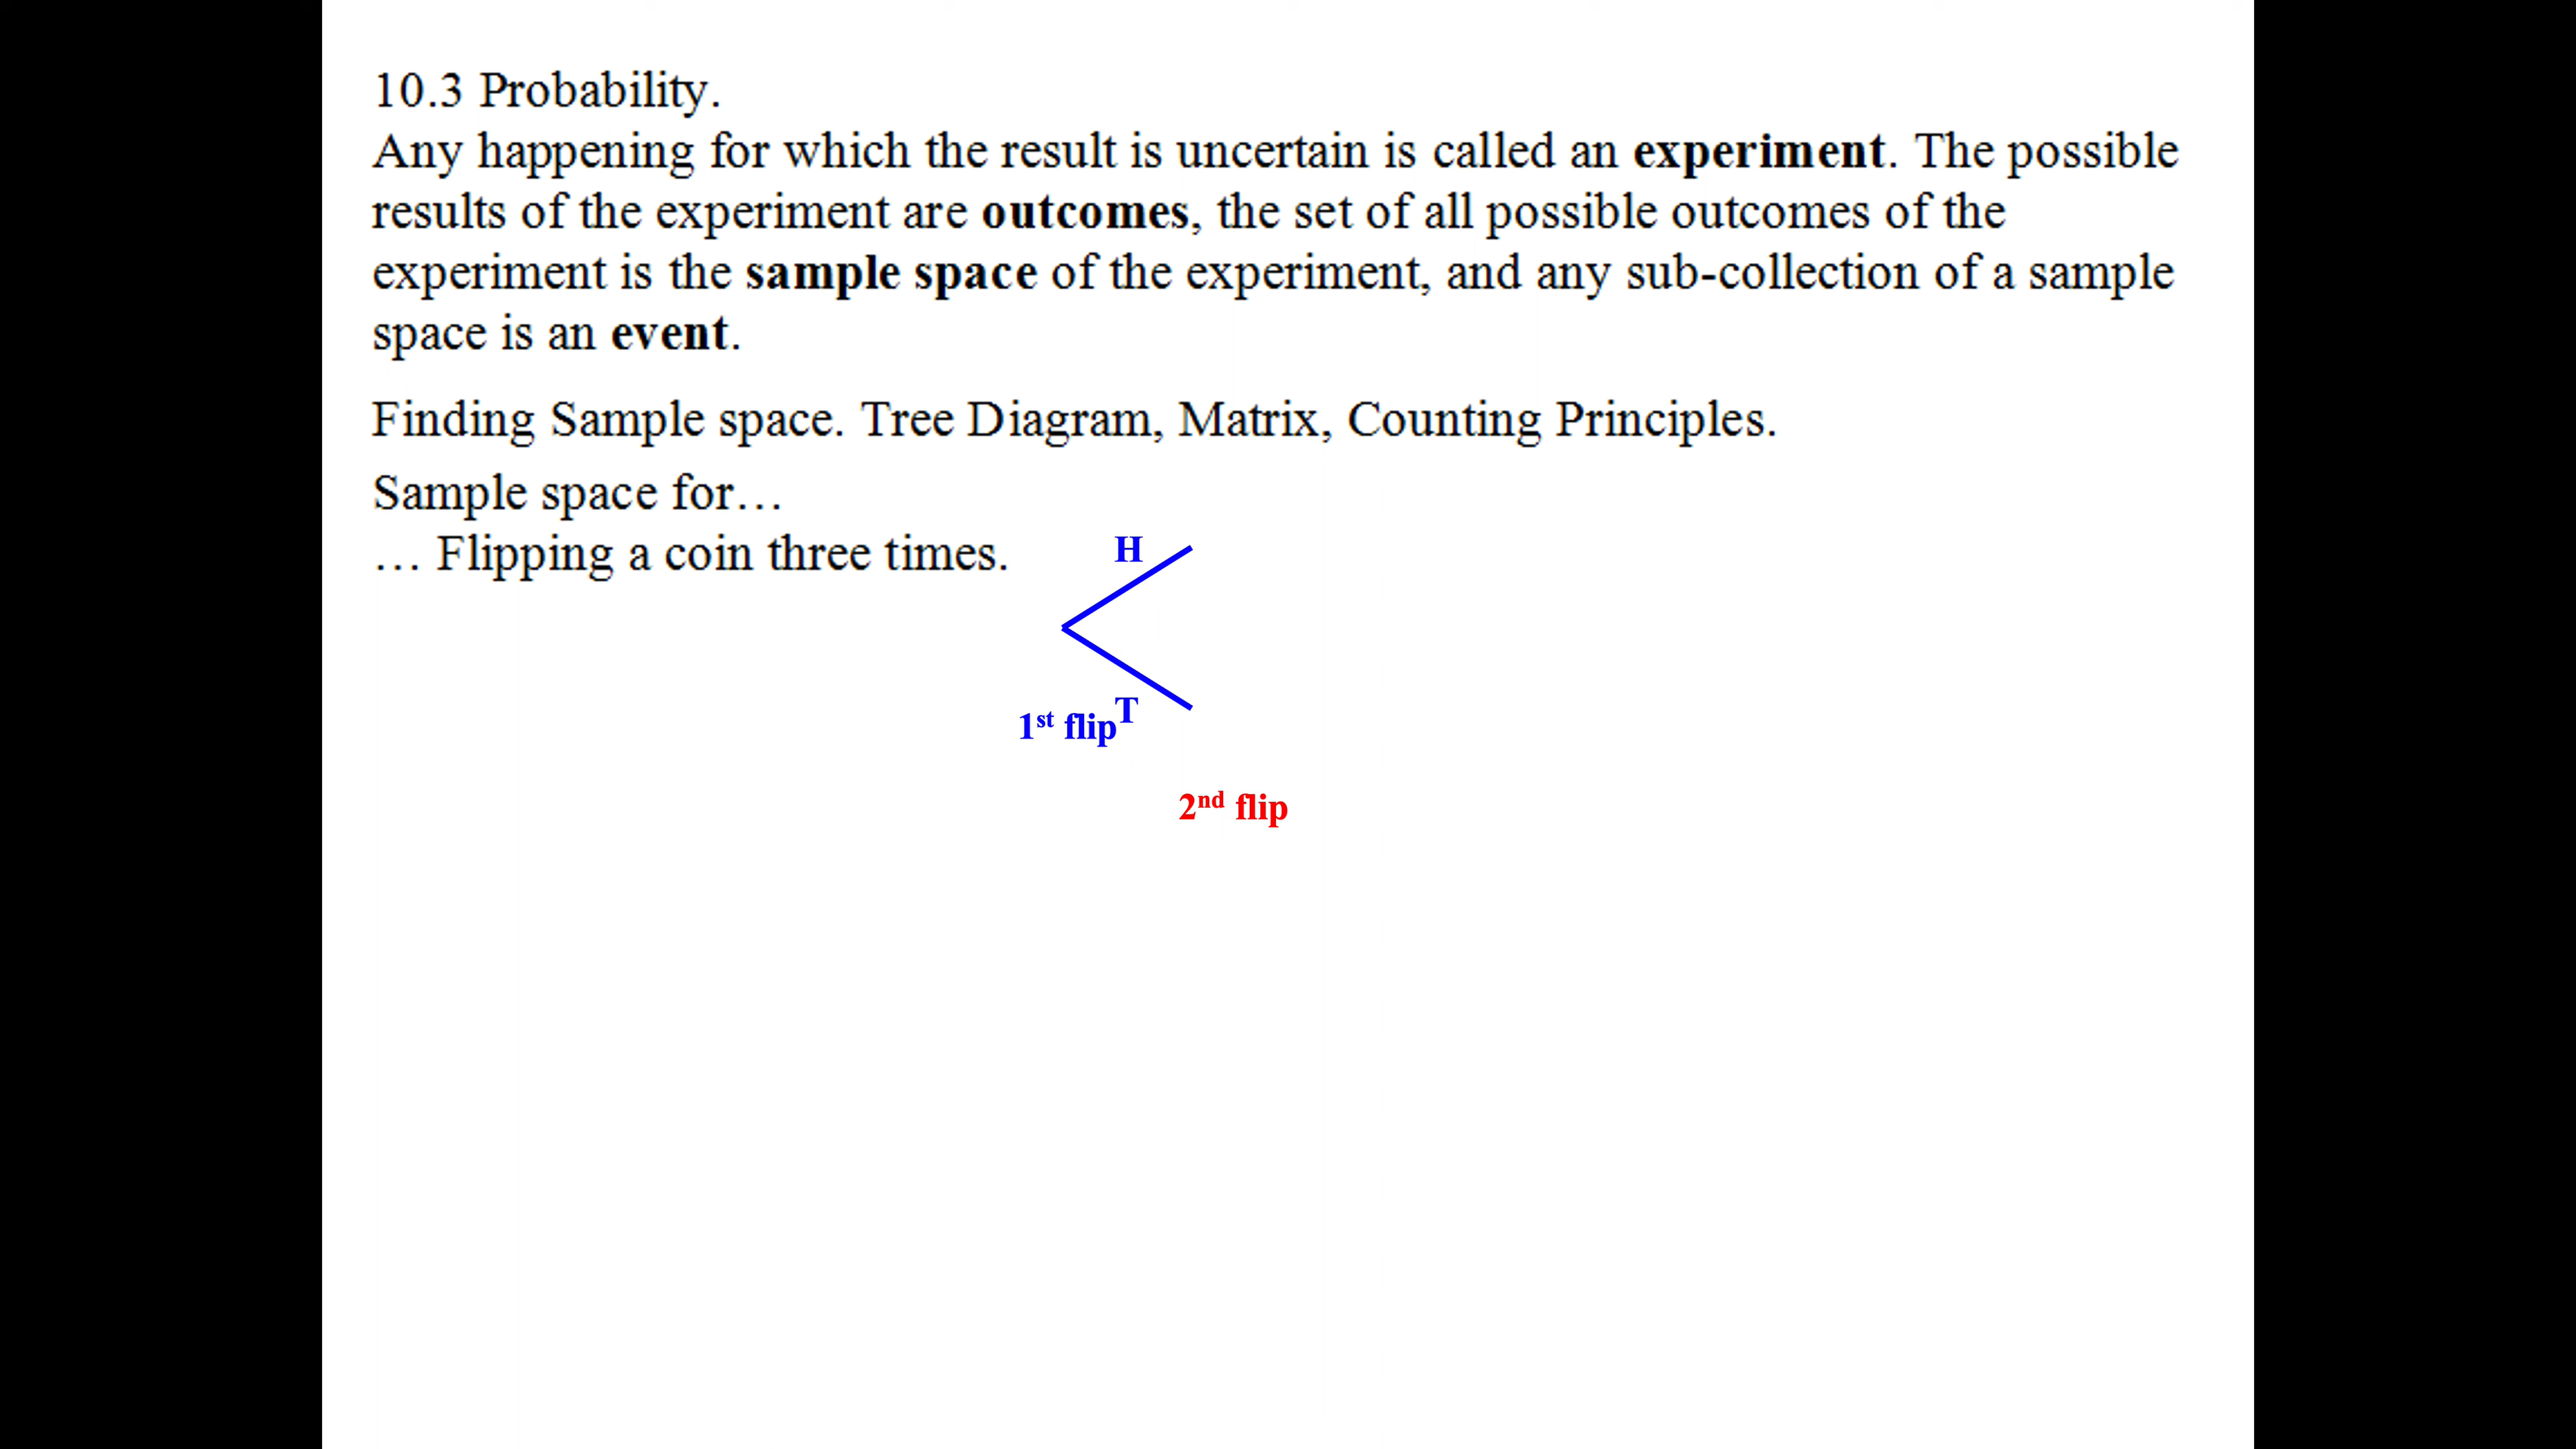 10.3 Probability.
Any happening for which the result is uncertain is called an experiment. The possible
results of the experiment are outcomes, the set of all possible outcomes of the
experiment is the sample space of the experiment, and any sub-collection of a sample
space is an event.
Finding Sample space. Tree Diagram, Matrix, Counting Principles.
Sample space for…
… Flipping a coin three times.
H
T
1st flip
2nd flip